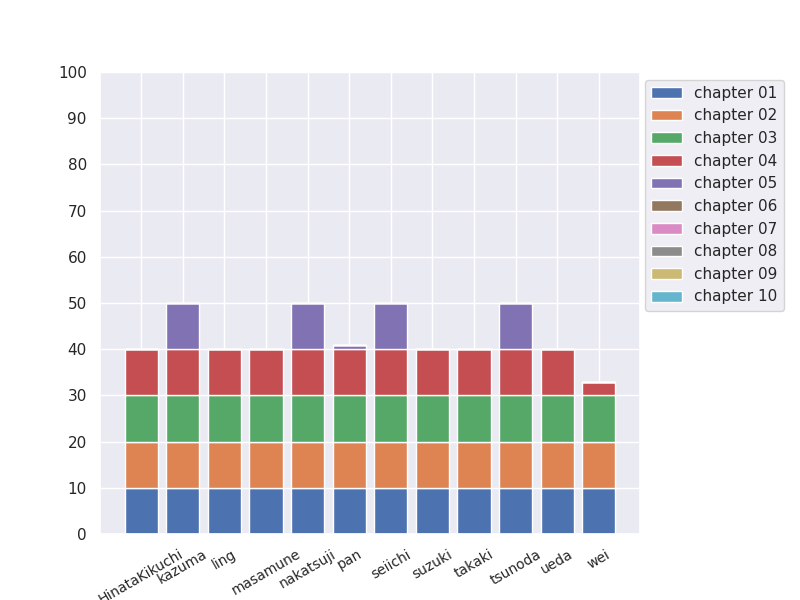 100
90
80
70
60
50
40
30
20
10
0
HinataKikuchi
kazuma
ling
masamune
nakatsuji
pan
seiichi
suzuki
takaki
tsunoda
ueda
wei
chapter 01
chapter 02
chapter 03
chapter 04
chapter 05
chapter 06
chapter 07
chapter 08
chapter 09
chapter 10